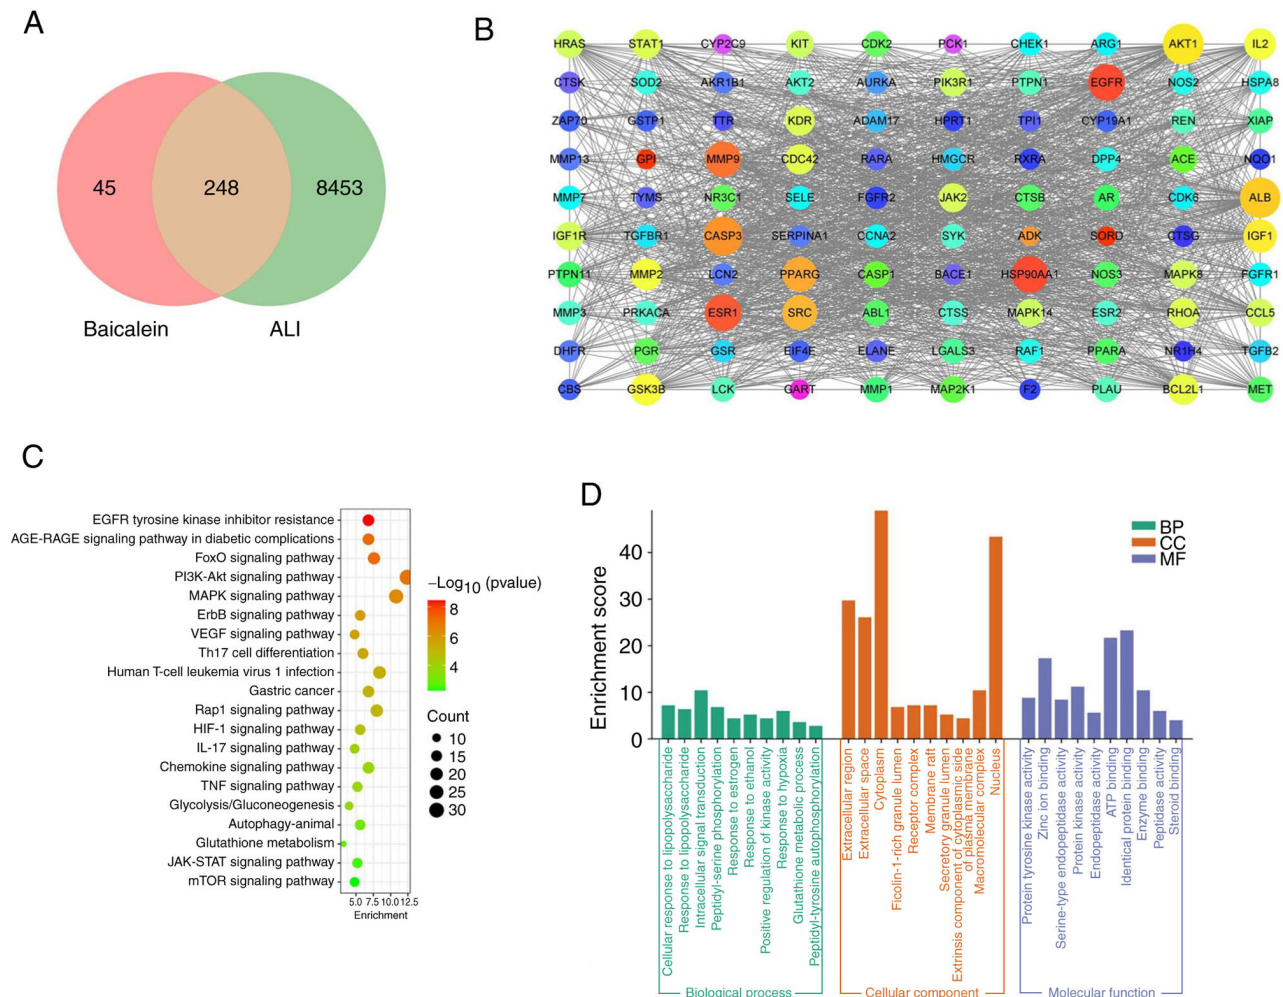 A
45
248
8453
Baicalein
ALI
B
HRAS STAT1 CYP2C9 KIT CDK2 PCK1 CHEK1 ARG1 AKT1 IL2
CTSK SOD2 AKR1B1 AKT2 AURKA PIK3R1 PTPN1 EGFR NOS2 HSPA8
ZAP70 GSTP1 TTR KDR ADAM17 HPRT1 TPI1 CYP19A1 REN XIAP
MMP13 GPI MMP9 CDC42 RARA HMGCR RXRA DPP4 ACE NQO1
MMP7 TYMS NR3C1 SELE FGFR2 JAK2 CTSB AR CDK6 ALB
IGF1R TGFBR1 CASP3 SERPINA1 CCNA2 SYK ADK SORD CTSG IGF1
PTPN11 MMP2 LCN2 PPARG CASP1 BACE1 HSP90AA1 NOS3 MAPK8 FGFR1
MMP3 PRKACA ESR1 SRC ABL1 CTSS MAPK14 ESR2 RHOA CCL5
DHFR PGR GSR EIF4E ELANE LGALS3 RAF1 PPARA NR1H4 TGFB2
CBS GSK3B LCK GART MMP1 MAP2K1 F2 PLAU BCL2L1 MET
C
EGFR tyrosine kinase inhibitor resistance
AGE-RAGE signaling pathway in diabetic complications
FoxO signaling pathway
PI3K-Akt signaling pathway
MAPK signaling pathway
ErbB signaling pathway
VEGF signaling pathway
Th17 cell differentiation
Human T-cell leukemia virus 1 infection
Gastric cancer
Rap1 signaling pathway
HIF-1 signaling pathway
IL-17 signaling pathway
Chemokine signaling pathway
TNF signaling pathway
Glycolysis/Gluconeogenesis
Autophagy-animal
Glutathione metabolism
JAK-STAT signaling pathway
mTOR signaling pathway
5.0 7.5 10.0 12.5
Enrichment
−Log10 (pvalue)
8
6
4
Count
10
15
20
25
30
D
Enrichment score
40
30
20
10
0
BP
CC
MF
Cellular response to lipopolysaccharide
Response to lipopolysaccharide
Intracellular signal transduction
Peptidyl-serine phosphorylation
Response to estrogen
Response to ethanol
Positive regulation of kinase activity
Response to hypoxia
Glutathione metabolic process
Peptidyl-tyrosine autophosphorylation
Extracellular region
Extracellular space
Cytoplasm
Ficolin-1-rich granule lumen
Receptor complex
Membrane raft
Secretory granule lumen
Extrinsis component of cytoplasmic side
of plasma membrane
Macromolecular complex
Nucleus
Protein tyrosine kinase activity
Zinc ion binding
Serine-type endopeptidase activity
Protein kinase activity
Endopeptidase activity
ATP binding
Identical protein binding
Enzyme binding
Peptidase activity
Steroid binding
Biological process
Cellular component
Molecular function